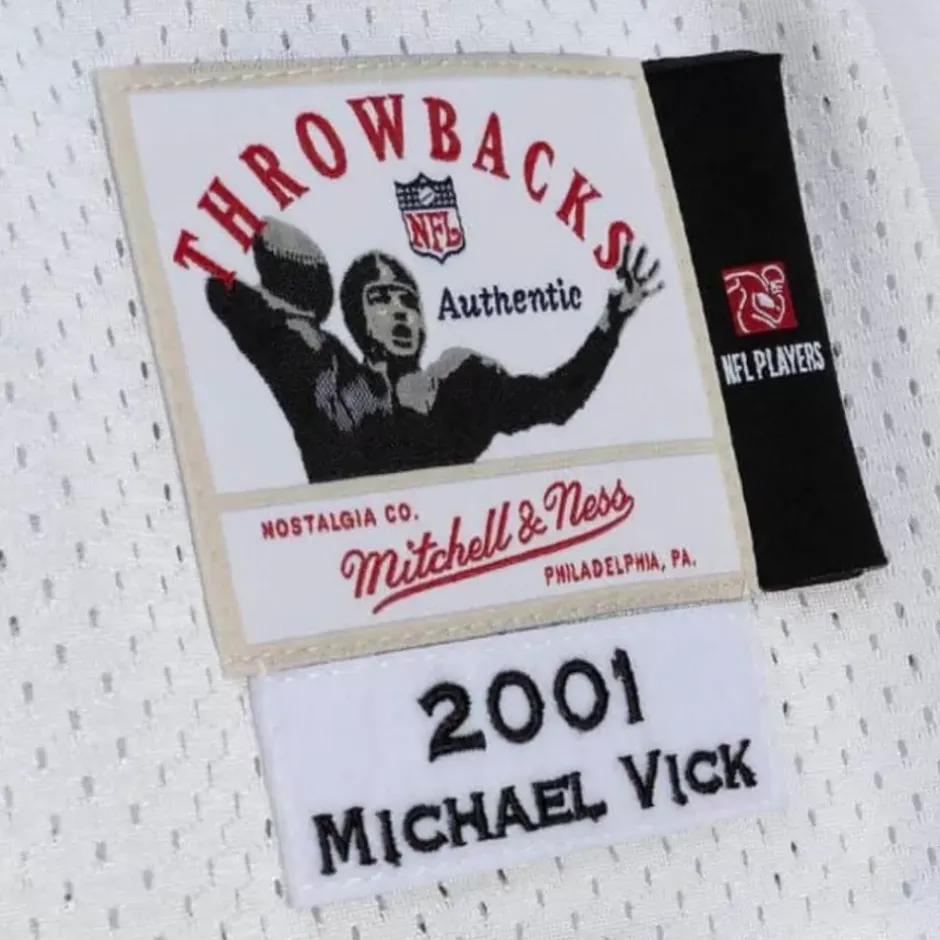 THROWBACKS
NFL
Authentic
NFL PLAYERS
NOSTALGIA CO.
Mitchell & Ness
PHILADELPHIA, PA.
2001
MICHAEL VICK